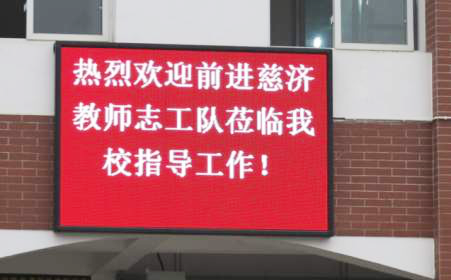 热烈欢迎前进慈济
教师志工队莅临我
校指导工作！